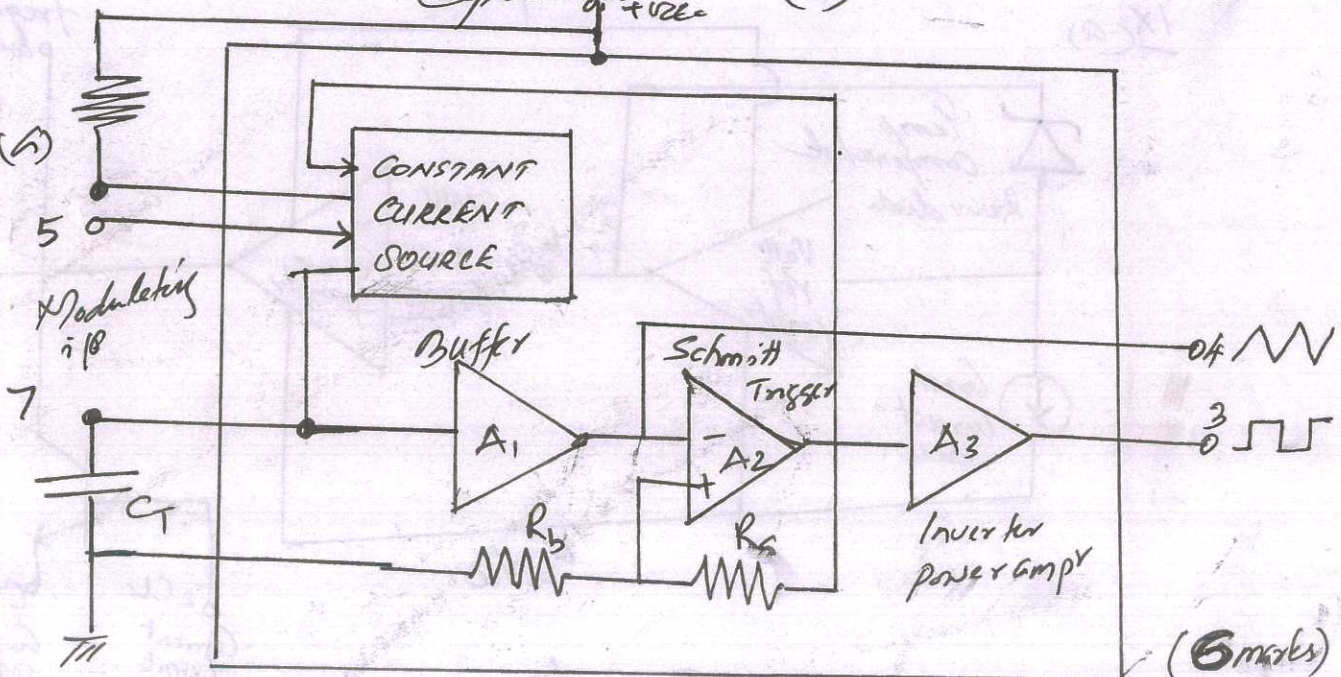 +Vcc
(a)
CONSTANT
CURRENT
SOURCE
5
Modulating
i/p
7
Buffer
Schmitt
Trigger
4
3
A1
A2
A3
-
+
CT
Rb
Ra
Inverter
power ampr
(6 marks)